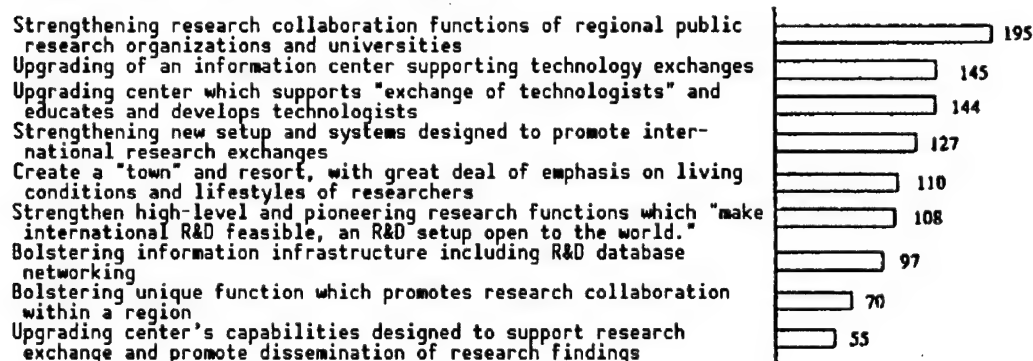 Strengthening research collaboration functions of regional public
research organizations and universities
195
Upgrading of an information center supporting technology exchanges
145
Upgrading center which supports "exchange of technologists" and
educates and develops technologists
144
Strengthening new setup and systems designed to promote inter-
national research exchanges
127
Create a "town" and resort, with great deal of emphasis on living
conditions and lifestyles of researchers
110
Strengthen high-level and pioneering research functions which "make
international R&D feasible, an R&D setup open to the world."
108
Bolstering information infrastructure including R&D database
networking
97
Bolstering unique function which promotes research collaboration
within a region
70
Upgrading center's capabilities designed to support research
exchange and promote dissemination of research findings
55